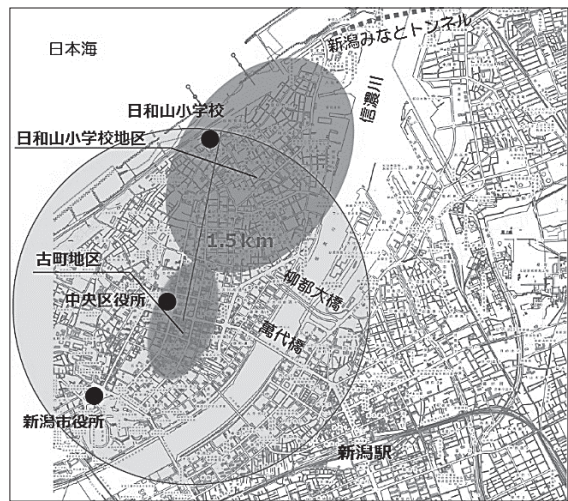 新潟みなとトンネル
日本海
信濃川
日和山小学校
日和山小学校地区
1.5km
古町地区
中央区役所
柳都大橋
萬代橋
新潟市役所
新潟駅